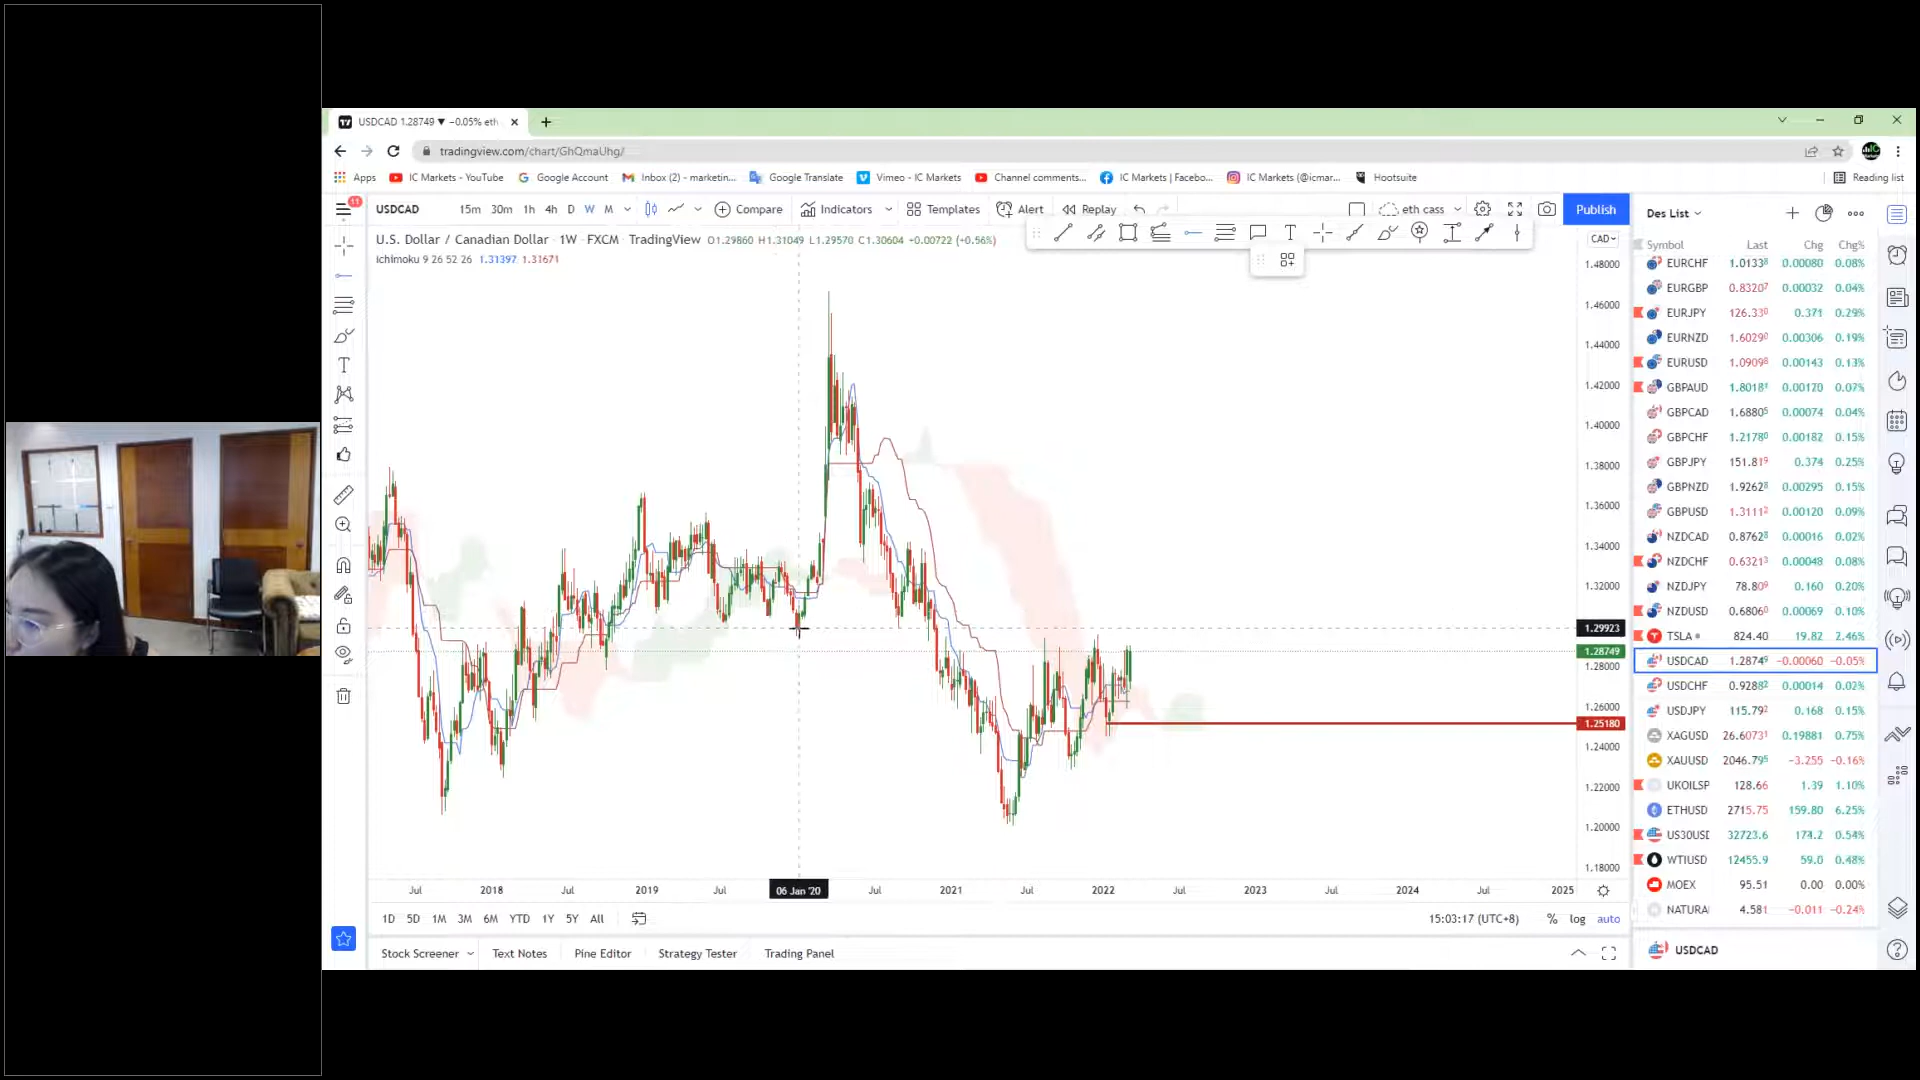 USDCAD 1.28749 ▼ −0.05% eth
tradingview.com/chart/GhQmaUhg/
Apps IC Markets - YouTube Google Account Inbox (2) - marketin... Google Translate Vimeo - IC Markets Channel comments... IC Markets | Facebo... IC Markets (@icmar... Hootsuite Reading list
11
USDCAD 15m 30m 1h 4h D W M Compare Indicators Templates Alert Replay eth cass Publish
U.S. Dollar / Canadian Dollar · 1W · FXCM · TradingView O1.29860 H1.31049 L1.29570 C1.30604 +0.00722 (+0.56%)
Ichimoku 9 26 52 26 1.31397 1.31671
CAD
1.48000
1.46000
1.44000
1.42000
1.40000
1.38000
1.36000
1.34000
1.32000
1.29923
1.28749
1.28000
1.26000
1.25180
1.24000
1.22000
1.20000
1.18000
Jul 2018 Jul 2019 Jul 06 Jan '20 Jul 2021 Jul 2022 Jul 2023 Jul 2024 Jul 2025
1D 5D 1M 3M 6M YTD 1Y 5Y All
15:03:17 (UTC+8) % log auto
Stock Screener Text Notes Pine Editor Strategy Tester Trading Panel
Des List
Symbol Last Chg Chg%
EURCHF 1.01338 0.00080 0.08%
EURGBP 0.83207 0.00032 0.04%
EURJPY 126.330 0.371 0.29%
EURNZD 1.60290 0.00306 0.19%
EURUSD 1.09098 0.00143 0.13%
GBPAUD 1.80181 0.00120 0.07%
GBPCAD 1.68805 0.00074 0.04%
GBPCHF 1.21780 0.00182 0.15%
GBPJPY 151.819 0.374 0.25%
GBPNZD 1.92628 0.00295 0.15%
GBPUSD 1.31112 0.00120 0.09%
NZDCAD 0.87628 0.00016 0.02%
NZDCHF 0.63213 0.00048 0.08%
NZDJPY 78.809 0.160 0.20%
NZDUSD 0.68060 0.00069 0.10%
TSLA 824.40 19.82 2.46%
USDCAD 1.28749 −0.00060 −0.05%
USDCHF 0.92882 0.00014 0.02%
USDJPY 115.792 0.168 0.15%
XAGUSD 26.60731 0.19881 0.75%
XAUUSD 2046.795 −3.255 −0.16%
UKOILSP 128.66 1.39 1.10%
ETHUSD 2715.75 159.80 6.25%
US30USD 32723.6 174.2 0.54%
WTIUSD 12455.9 59.0 0.48%
MOEX 95.51 0.00 0.00%
NATURA 4.581 −0.011 −0.24%
USDCAD